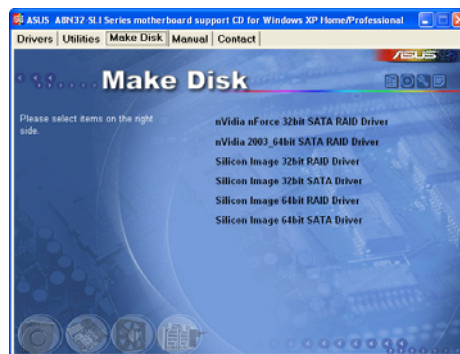 ASUS A8N32-SLI Series motherboard support CD for Windows XP Home/Professional
Drivers Utilities Make Disk Manual Contact
ASUS
Make Disk
Please select items on the right
side.
nVidia nForce 32bit SATA RAID Driver
nVidia 2003_64bit SATA RAID Driver
Silicon Image 32bit RAID Driver
Silicon Image 32bit SATA Driver
Silicon Image 64bit RAID Driver
Silicon Image 64bit SATA Driver